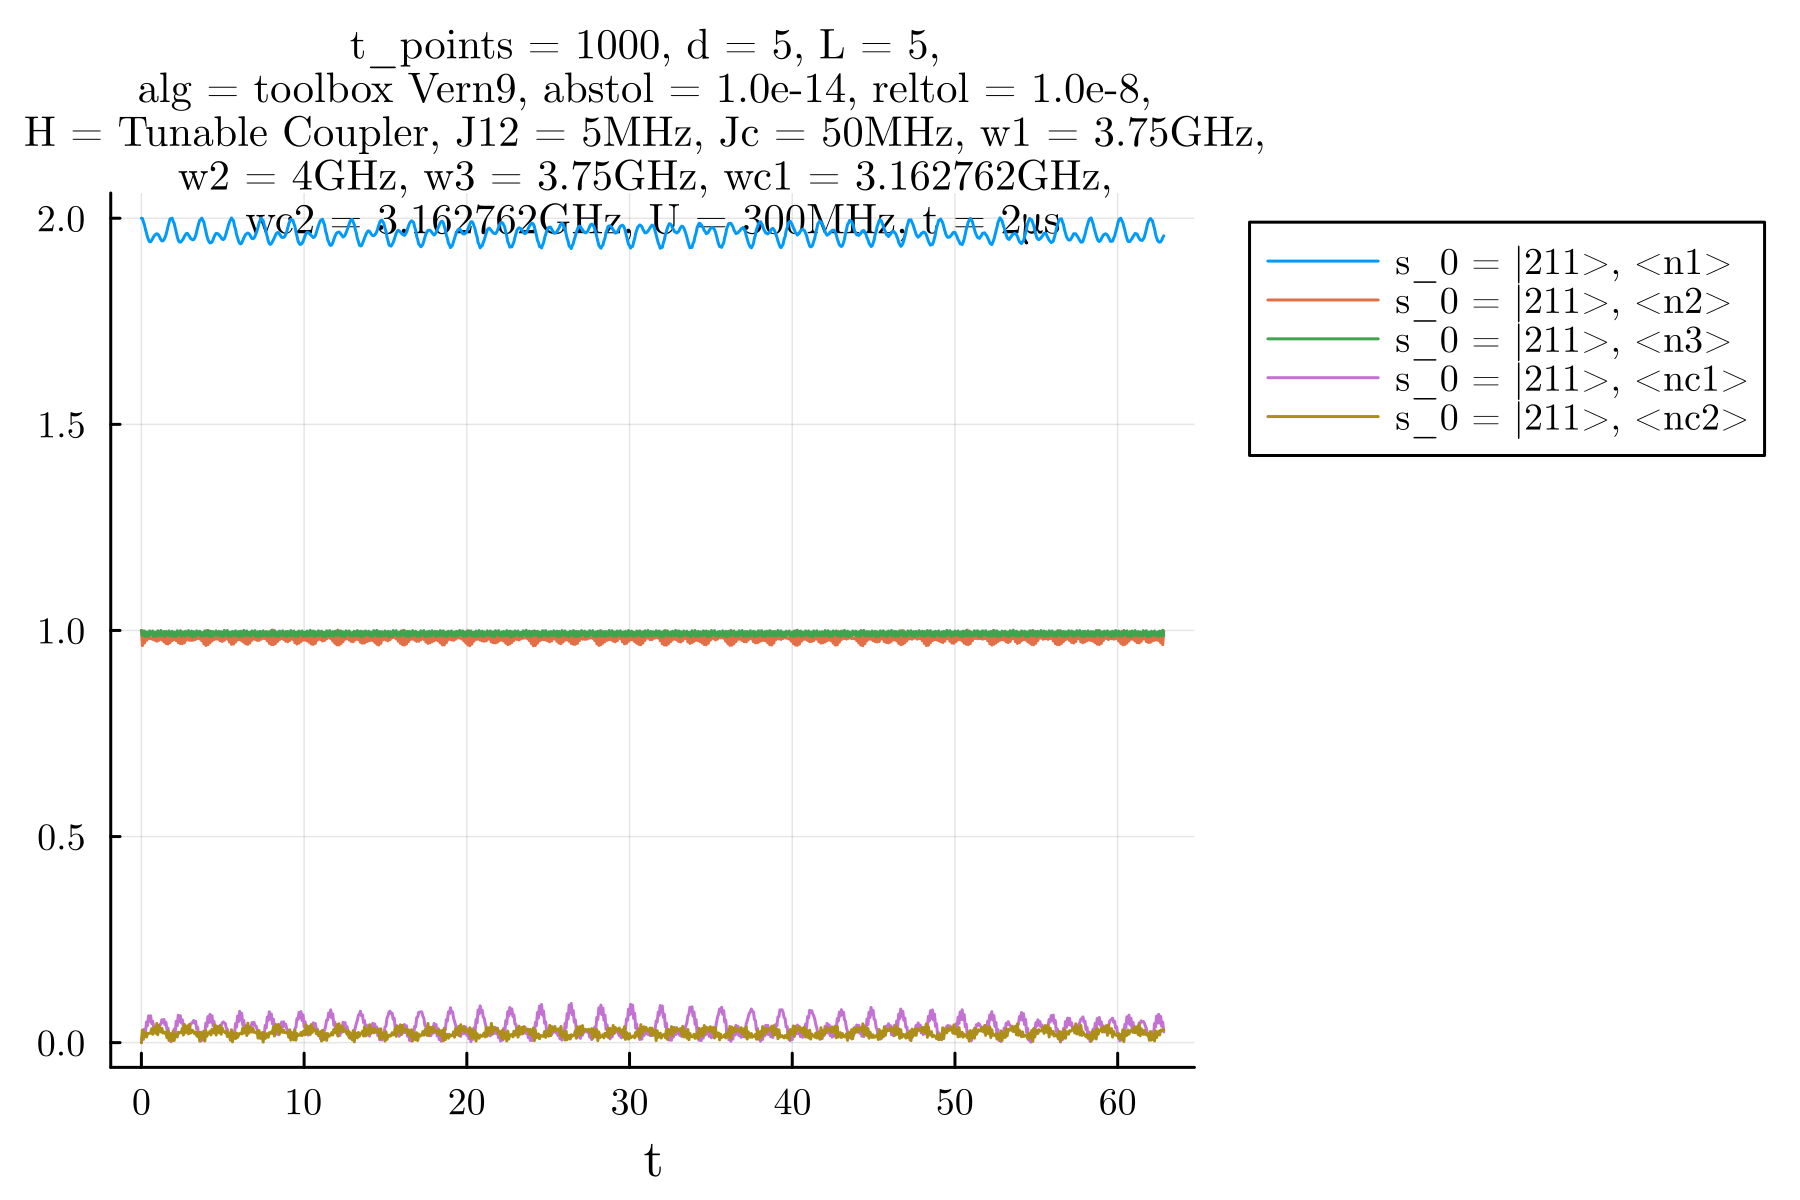 t_points = 1000, d = 5, L = 5,
alg = toolbox Vern9, abstol = 1.0e-14, reltol = 1.0e-8,
H = Tunable Coupler, J12 = 5MHz, Jc = 50MHz, w1 = 3.75GHz,
w2 = 4GHz, w3 = 3.75GHz, wc1 = 3.162762GHz,
wc2 = 3.162762GHz, U = 300MHz, t = 2μs
2.0
1.5
1.0
0.5
0.0
0 10 20 30 40 50 60
t
s_0 = |211>, <n1>
s_0 = |211>, <n2>
s_0 = |211>, <n3>
s_0 = |211>, <nc1>
s_0 = |211>, <nc2>